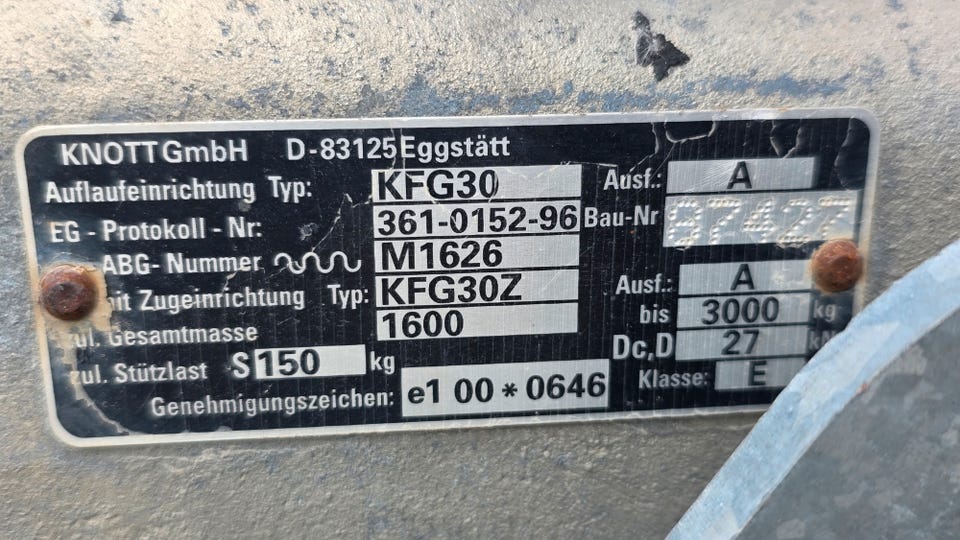 KNOTT GmbH D-83125 Eggstätt
Auflaufeinrichtung Typ: KFG30 Ausf.: A
EG - Protokoll - Nr: 361-0152-96 Bau-Nr 97427
ABG- Nummer M1626
Zugeinrichtung Typ: KFG30Z Ausf.: A
zul. Gesamtmasse 1600 bis 3000 kg
zul. Stützlast S 150 kg Dc,D 27
Genehmigungszeichen: e1 00*0646 Klasse: E